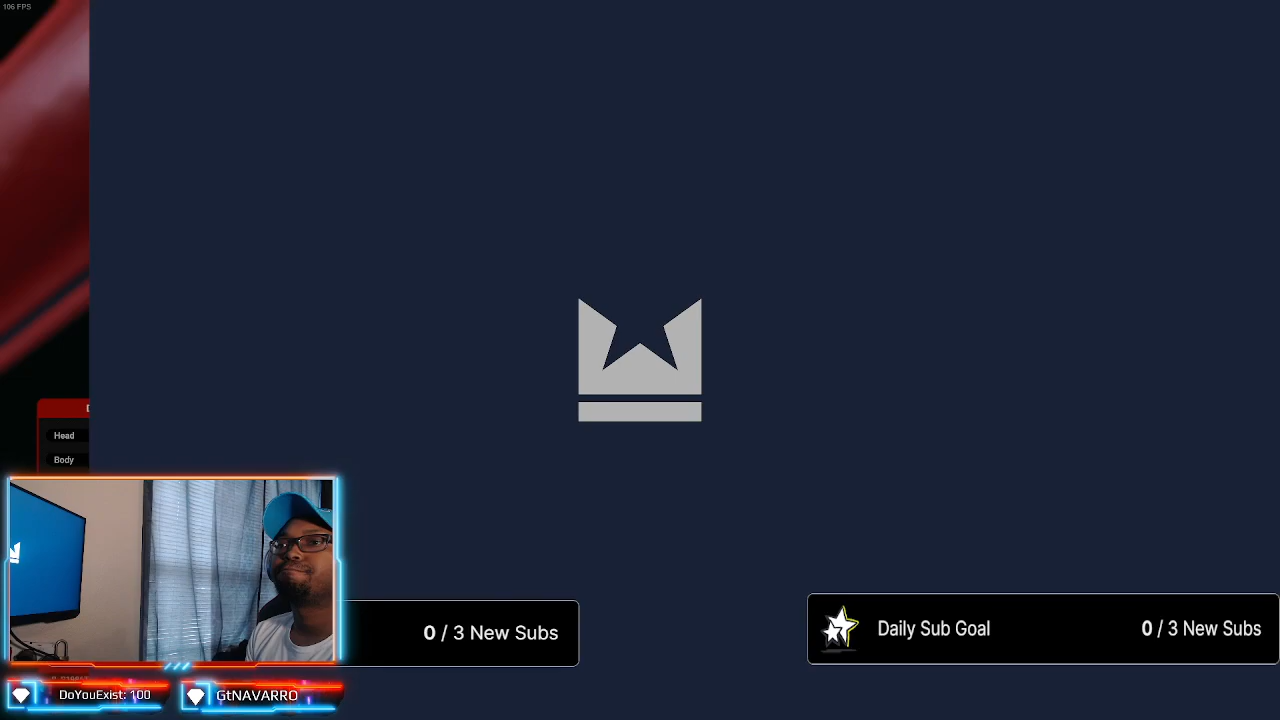 106 FPS
Head
Body
0 / 3 New Subs
Daily Sub Goal
0 / 3 New Subs
DoYouExist: 100
GtNAVARRO